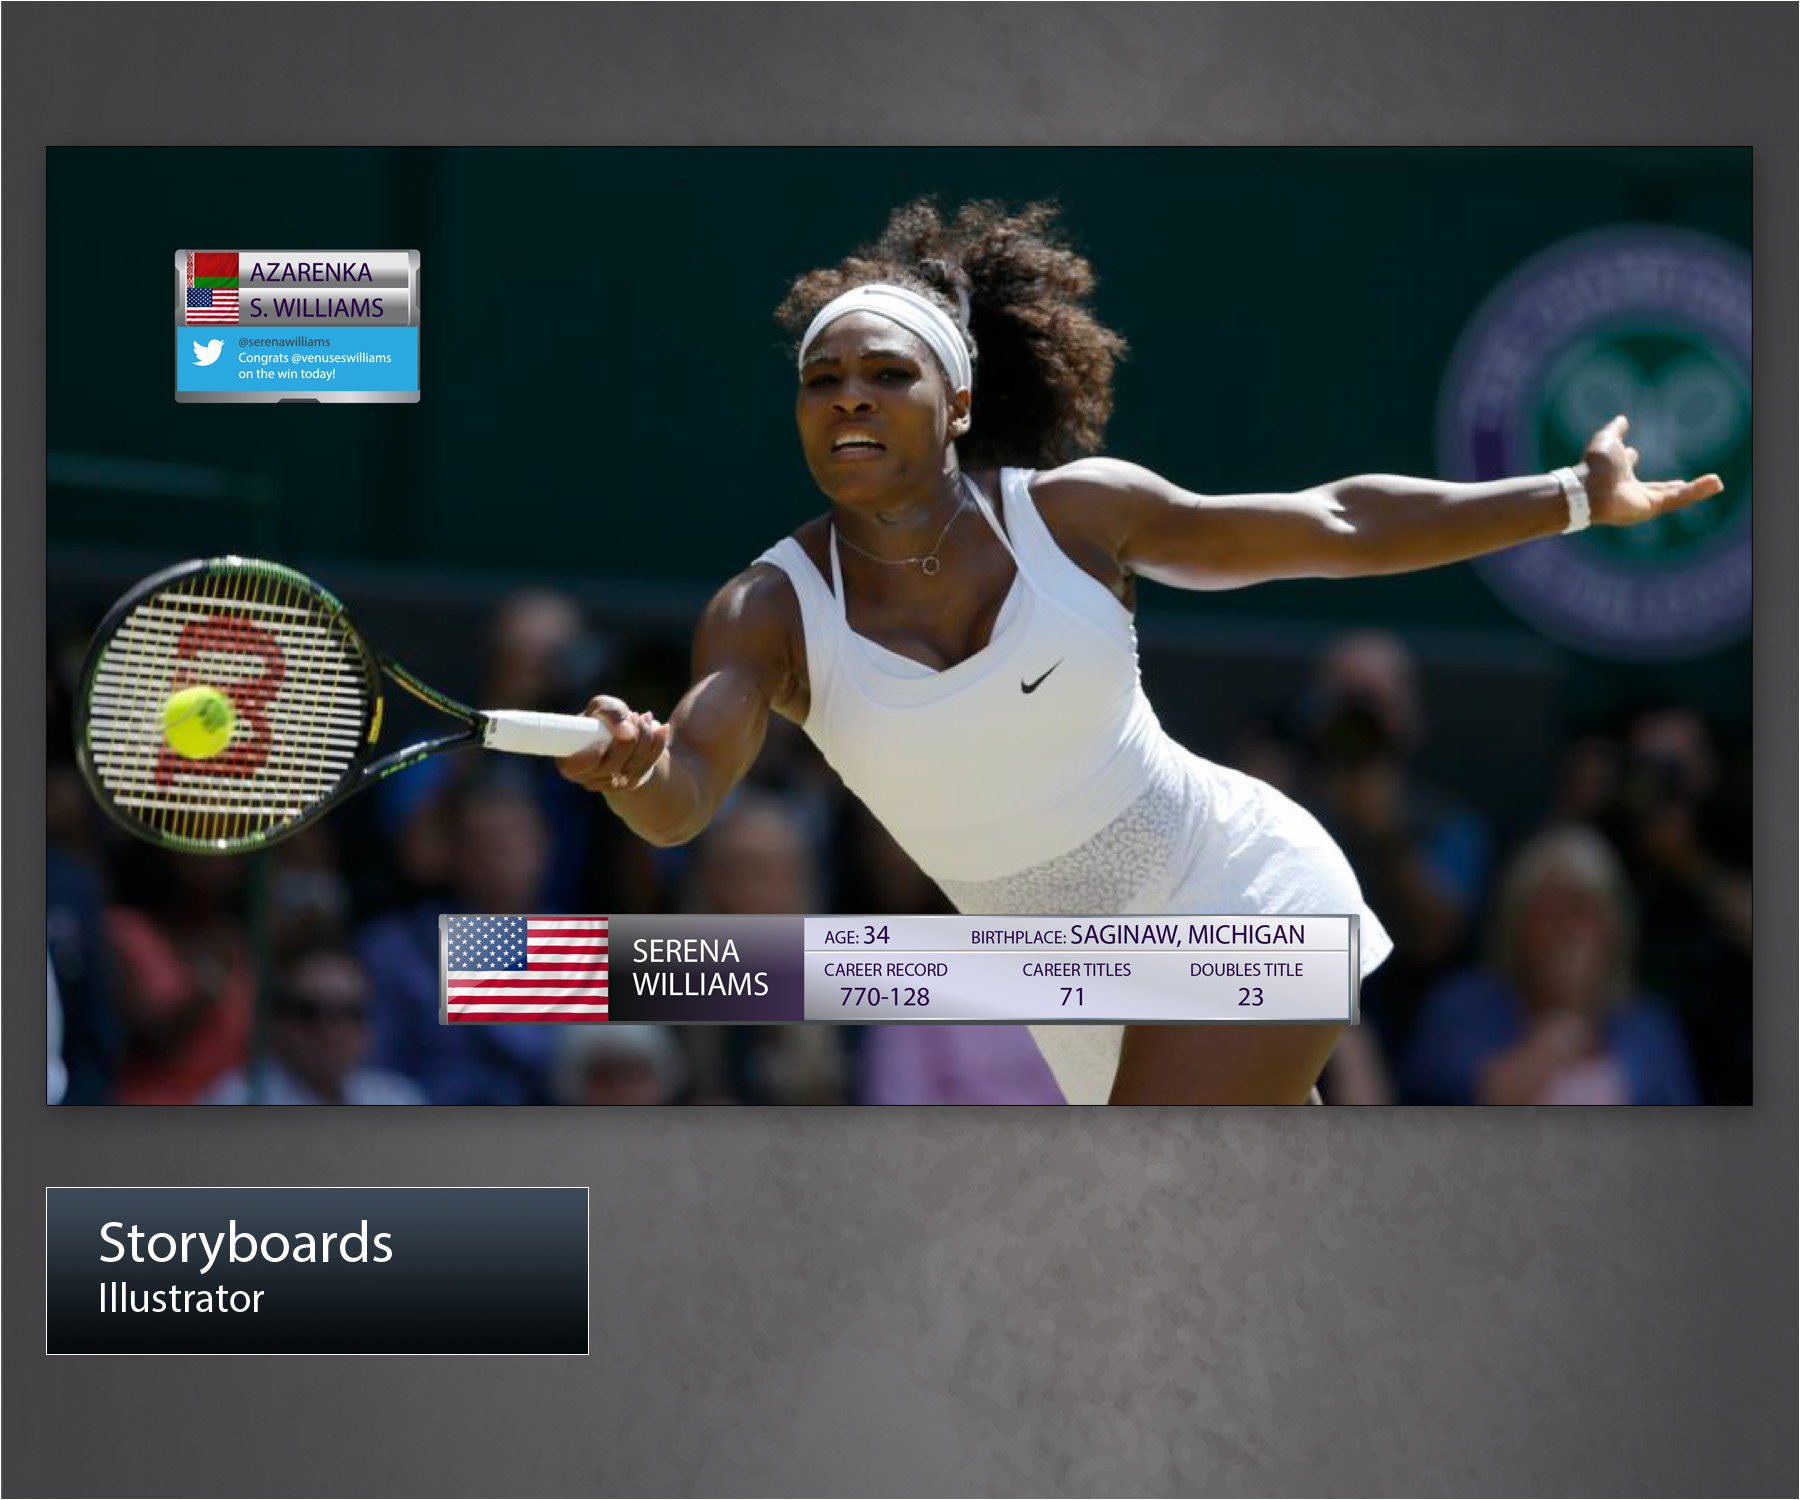 AZARENKA
S. WILLIAMS
@serenawilliams
Congrats @venuseswilliams
on the win today!
SERENA
WILLIAMS
AGE: 34 BIRTHPLACE: SAGINAW, MICHIGAN
CAREER RECORD CAREER TITLES DOUBLES TITLE
770-128 71 23
Storyboards
Illustrator